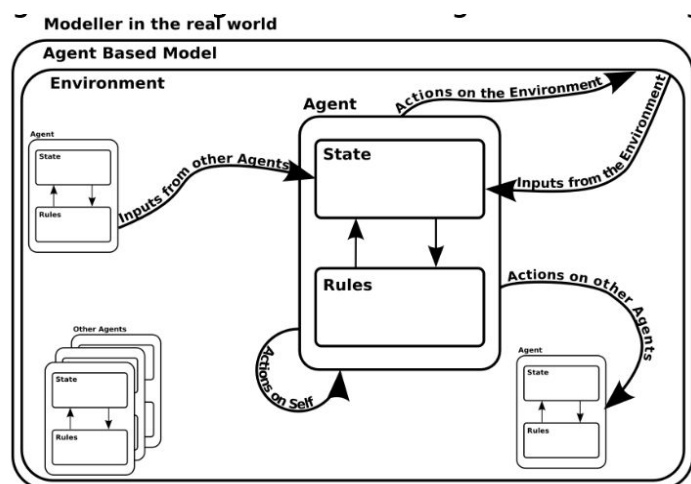 Modeller in the real world
Agent Based Model
Environment
Agent
Actions on the Environment
Inputs from the Environment
Agent
State
Rules
Inputs from other Agents
State
Rules
Actions on other Agents
Actions on Self
Other Agents
State
Rules
Agent
State
Rules